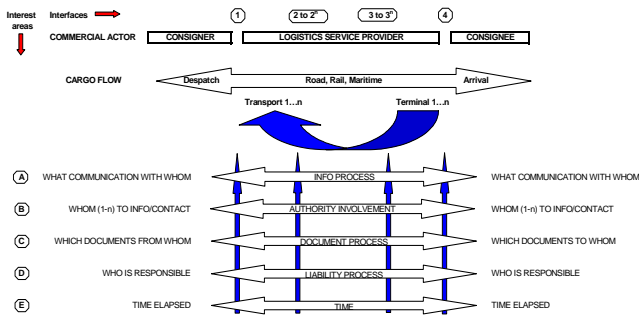 Interest areas
Interfaces
1
2 to 2ⁿ
3 to 3ⁿ
4
COMMERCIAL ACTOR
CONSIGNER
LOGISTICS SERVICE PROVIDER
CONSIGNEE
CARGO FLOW
Despatch
Road, Rail, Maritime
Arrival
Transport 1…n
Terminal 1…n
A
WHAT COMMUNICATION WITH WHOM
INFO PROCESS
WHAT COMMUNICATION WITH WHOM
B
WHOM (1-n) TO INFO/CONTACT
AUTHORITY INVOLVEMENT
WHOM (1-n) TO INFO/CONTACT
C
WHICH DOCUMENTS FROM WHOM
DOCUMENT PROCESS
WHICH DOCUMENTS TO WHOM
D
WHO IS RESPONSIBLE
LIABILITY PROCESS
WHO IS RESPONSIBLE
E
TIME ELAPSED
TIME
TIME ELAPSED